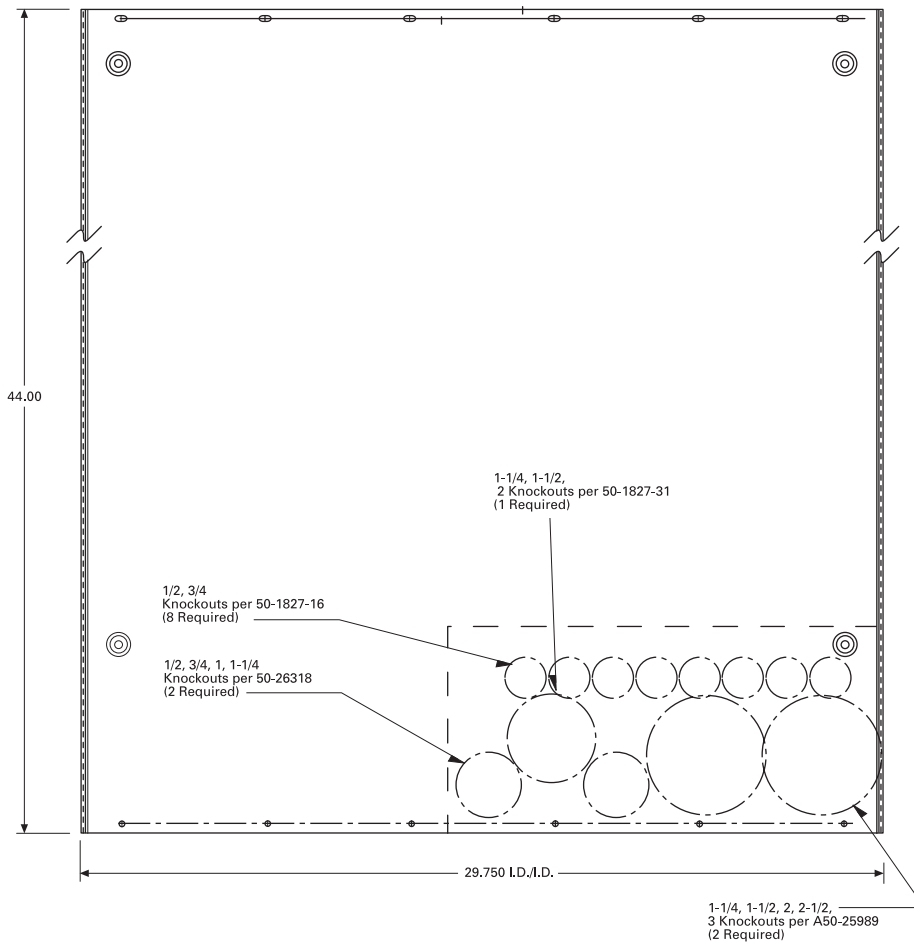 44.00
1-1/4, 1-1/2,
2 Knockouts per 50-1827-31
(1 Required)
1/2, 3/4
Knockouts per 50-1827-16
(8 Required)
1/2, 3/4, 1, 1-1/4
Knockouts per 50-26318
(2 Required)
29.750 I.D./I.D.
1-1/4, 1-1/2, 2, 2-1/2,
3 Knockouts per A50-25989
(2 Required)